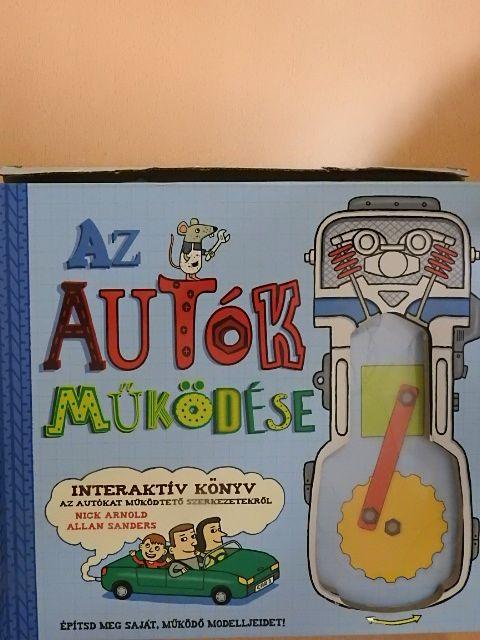 AZ
AUTÓK
MŰKÖDÉSE
INTERAKTÍV KÖNYV
AZ AUTÓKAT MŰKÖDTETŐ SZERKEZETEKRŐL
NICK ARNOLD
ALLAN SANDERS
ÉPÍTSD MEG SAJÁT, MŰKÖDŐ MODELLJEIDET!